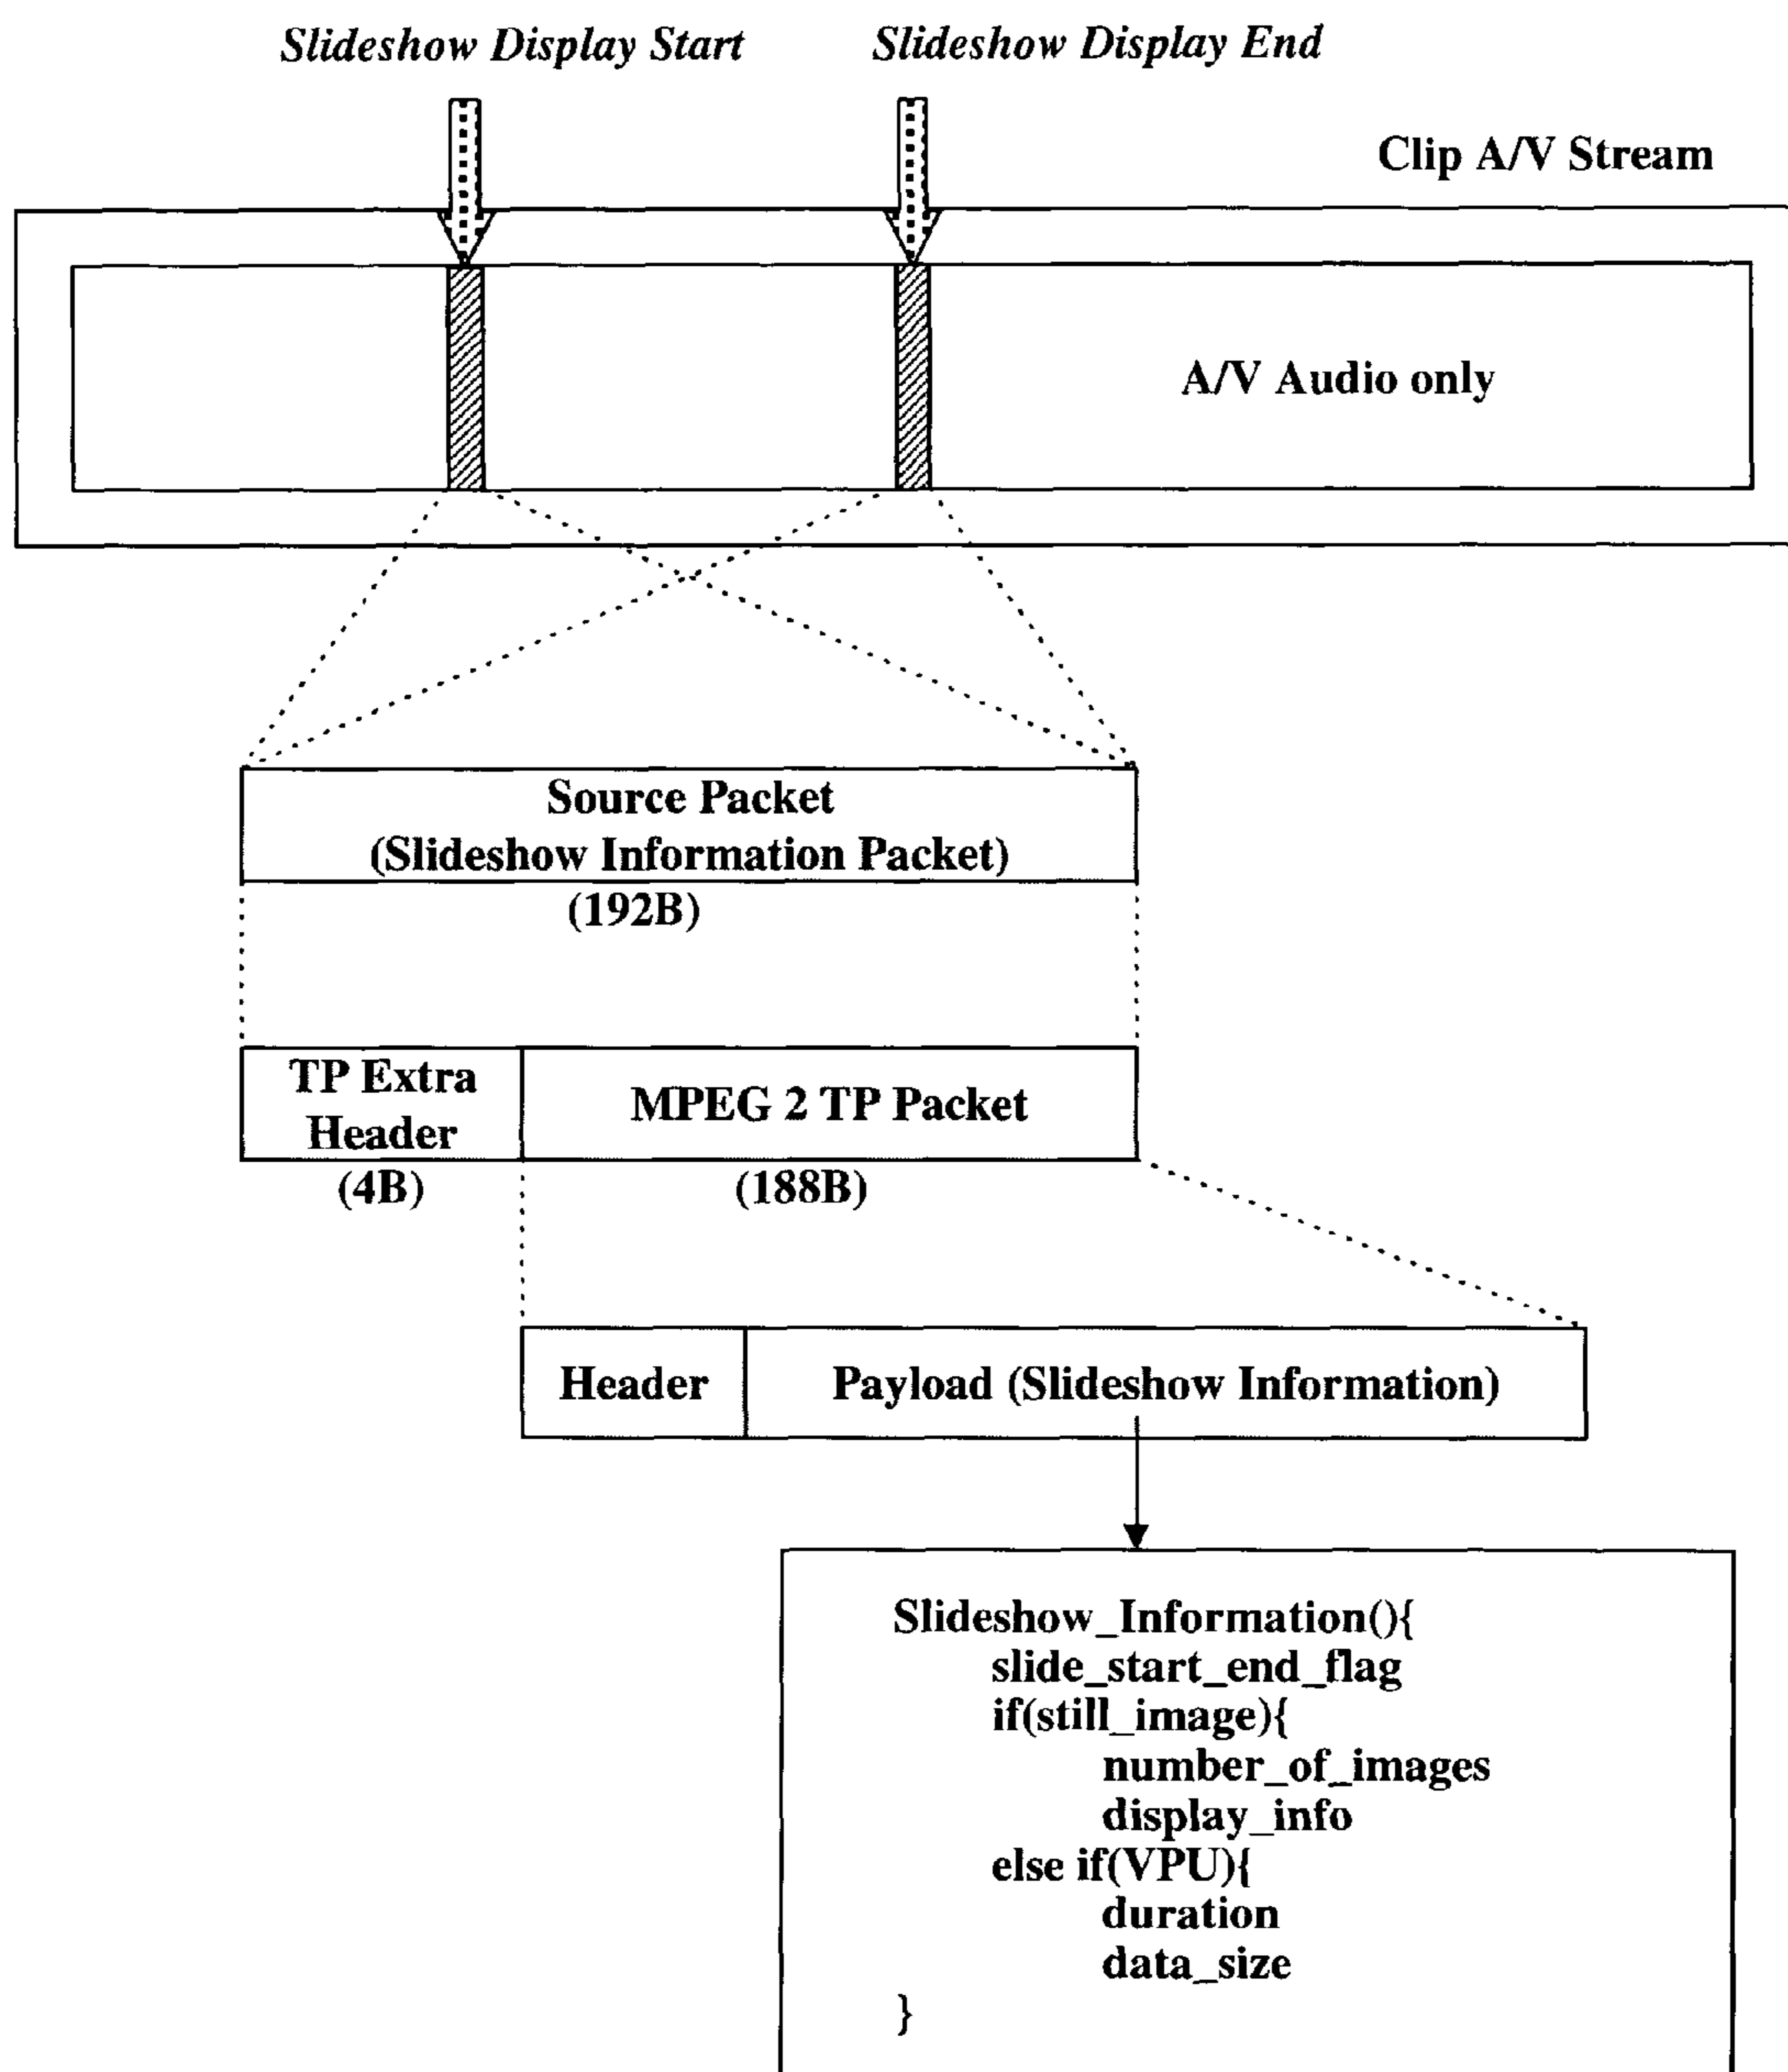 Slideshow Display Start
Slideshow Display End
Clip A/V Stream
A/V Audio only
Source Packet
(Slideshow Information Packet)
(192B)
TP Extra
Header
MPEG 2 TP Packet
(4B)
(188B)
Header
Payload (Slideshow Information)
Slideshow_Information(){
slide_start_end_flag
if(still_image){
number_of_images
display_info
else if(VPU){
duration
data_size
}